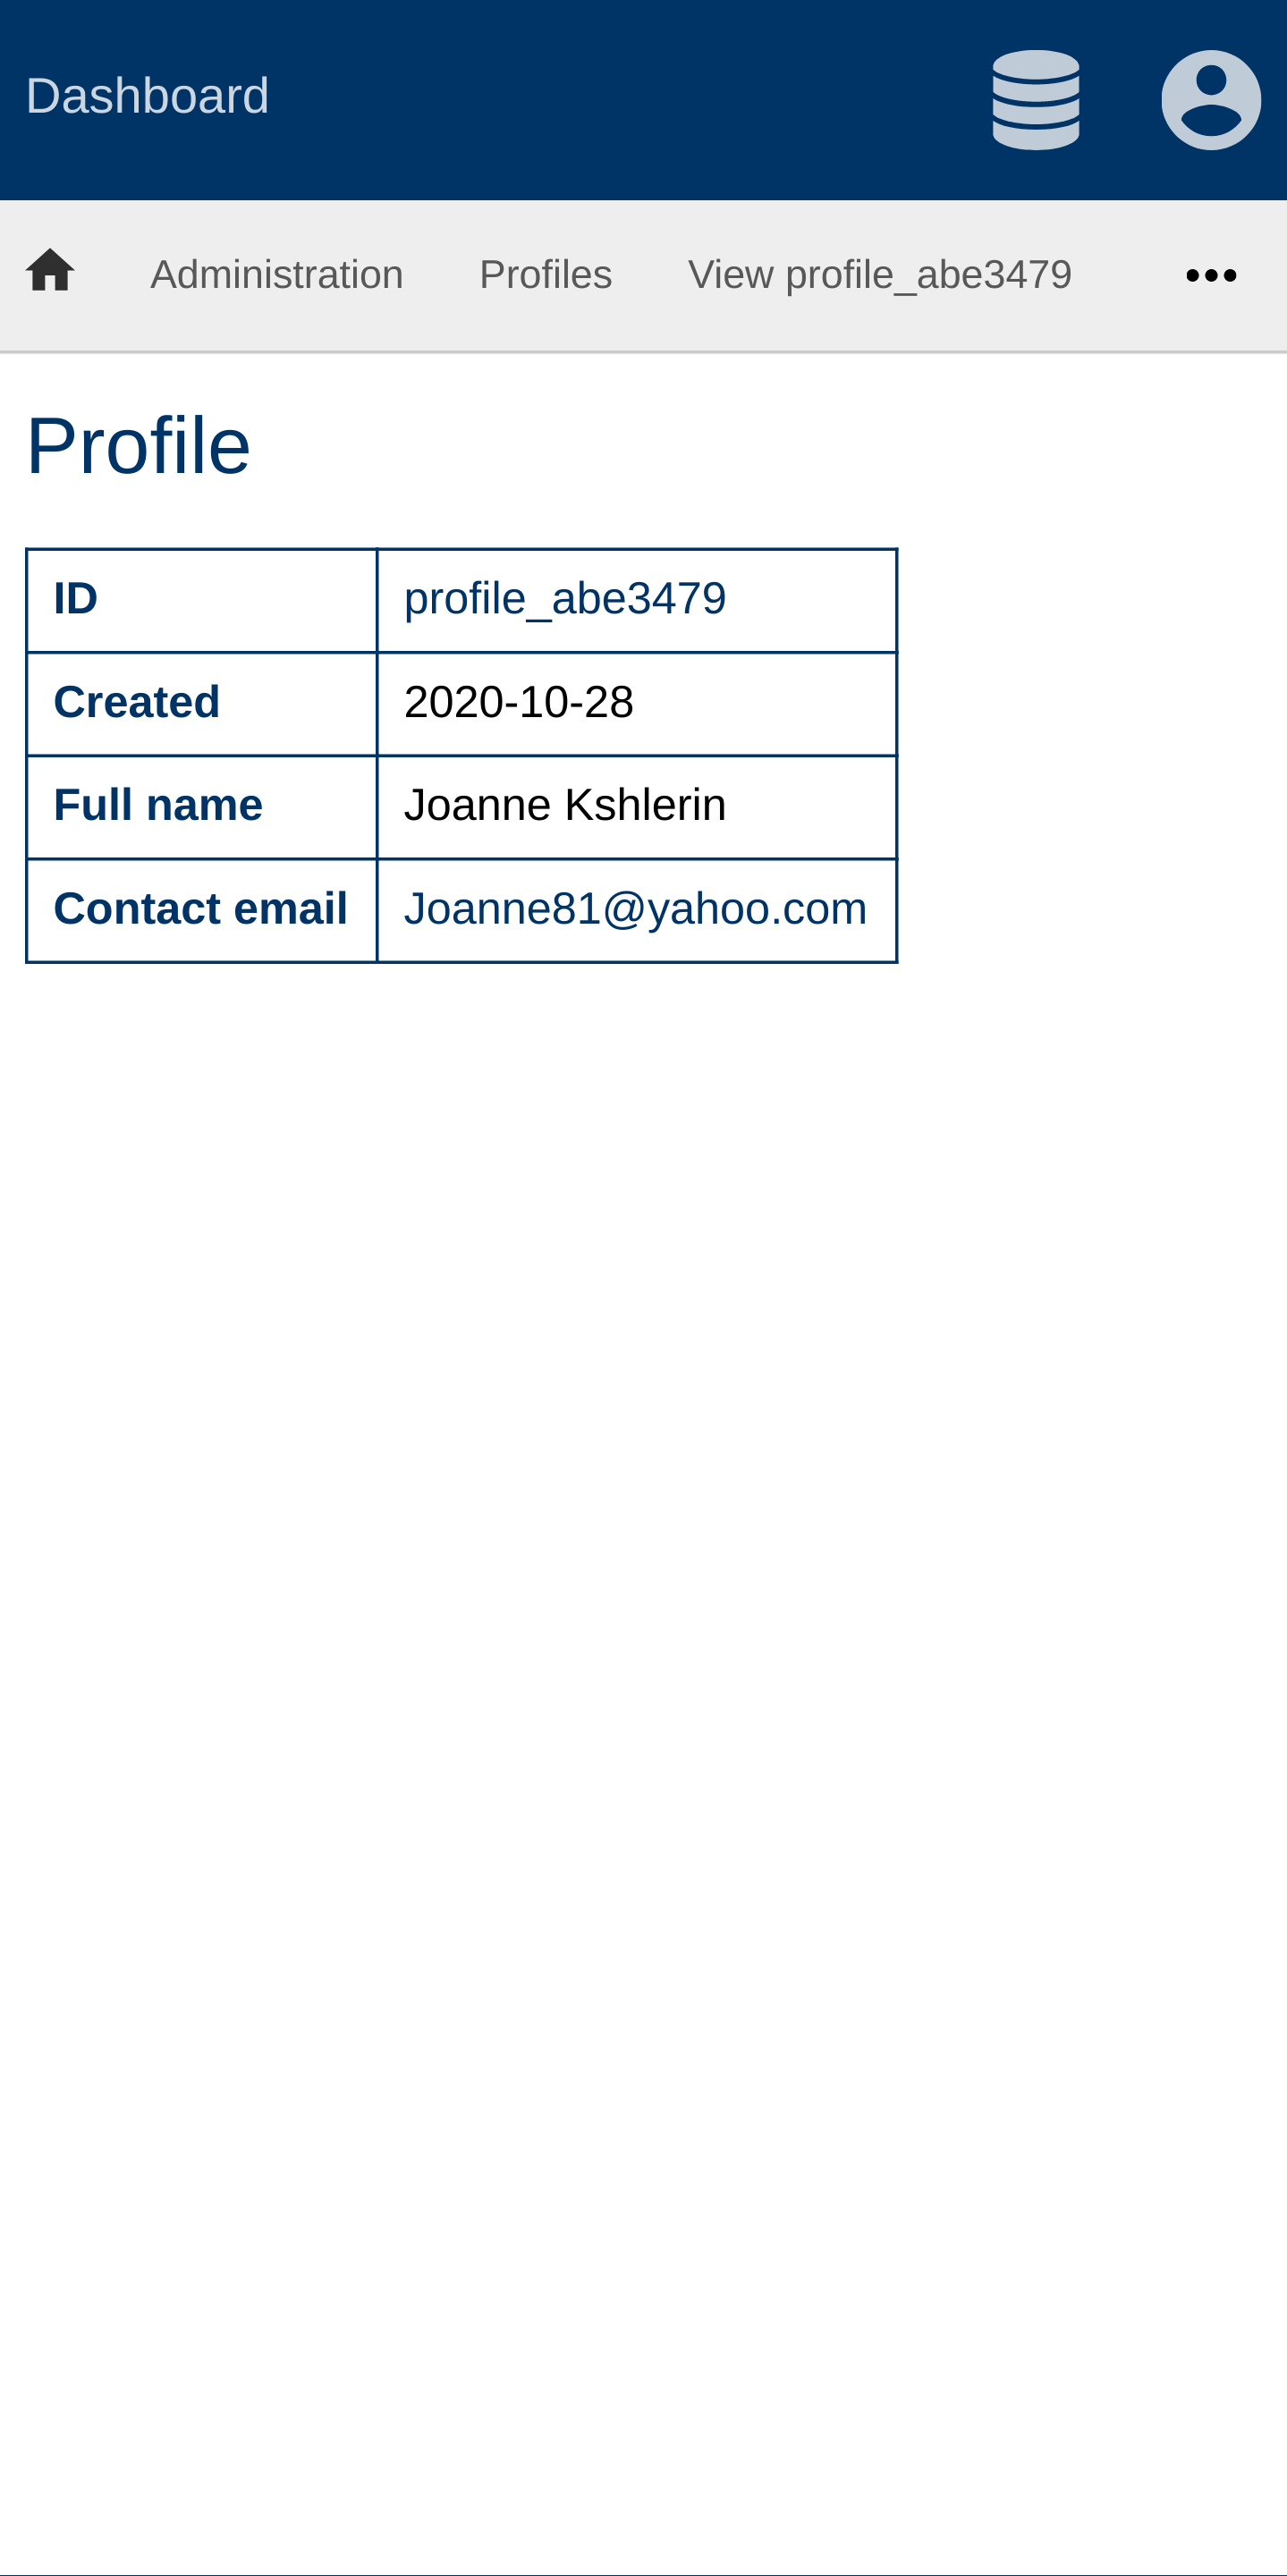 Dashboard
Administration Profiles View profile_abe3479 •••
Profile
ID profile_abe3479
Created 2020-10-28
Full name Joanne Kshlerin
Contact email Joanne81@yahoo.com